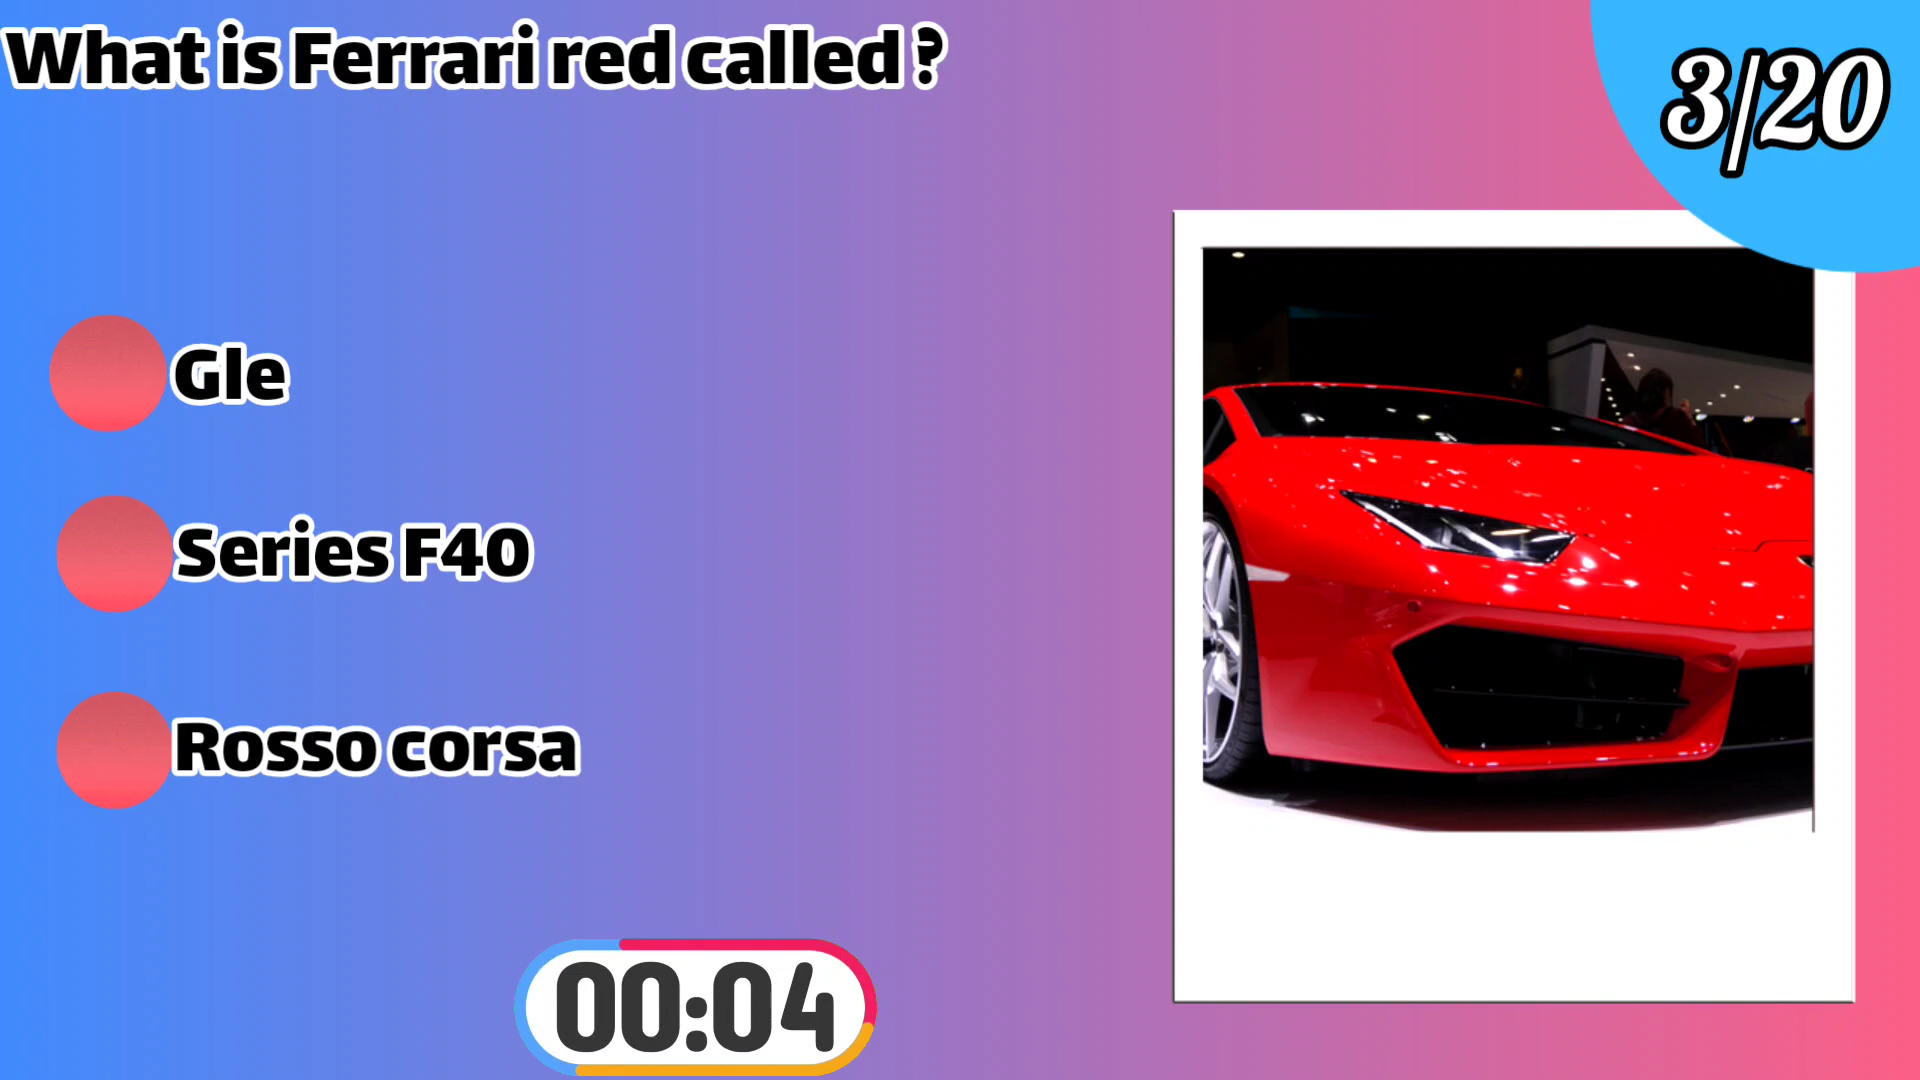 What is Ferrari red called ?
3/20
Gle
Series F40
Rosso corsa
00:04